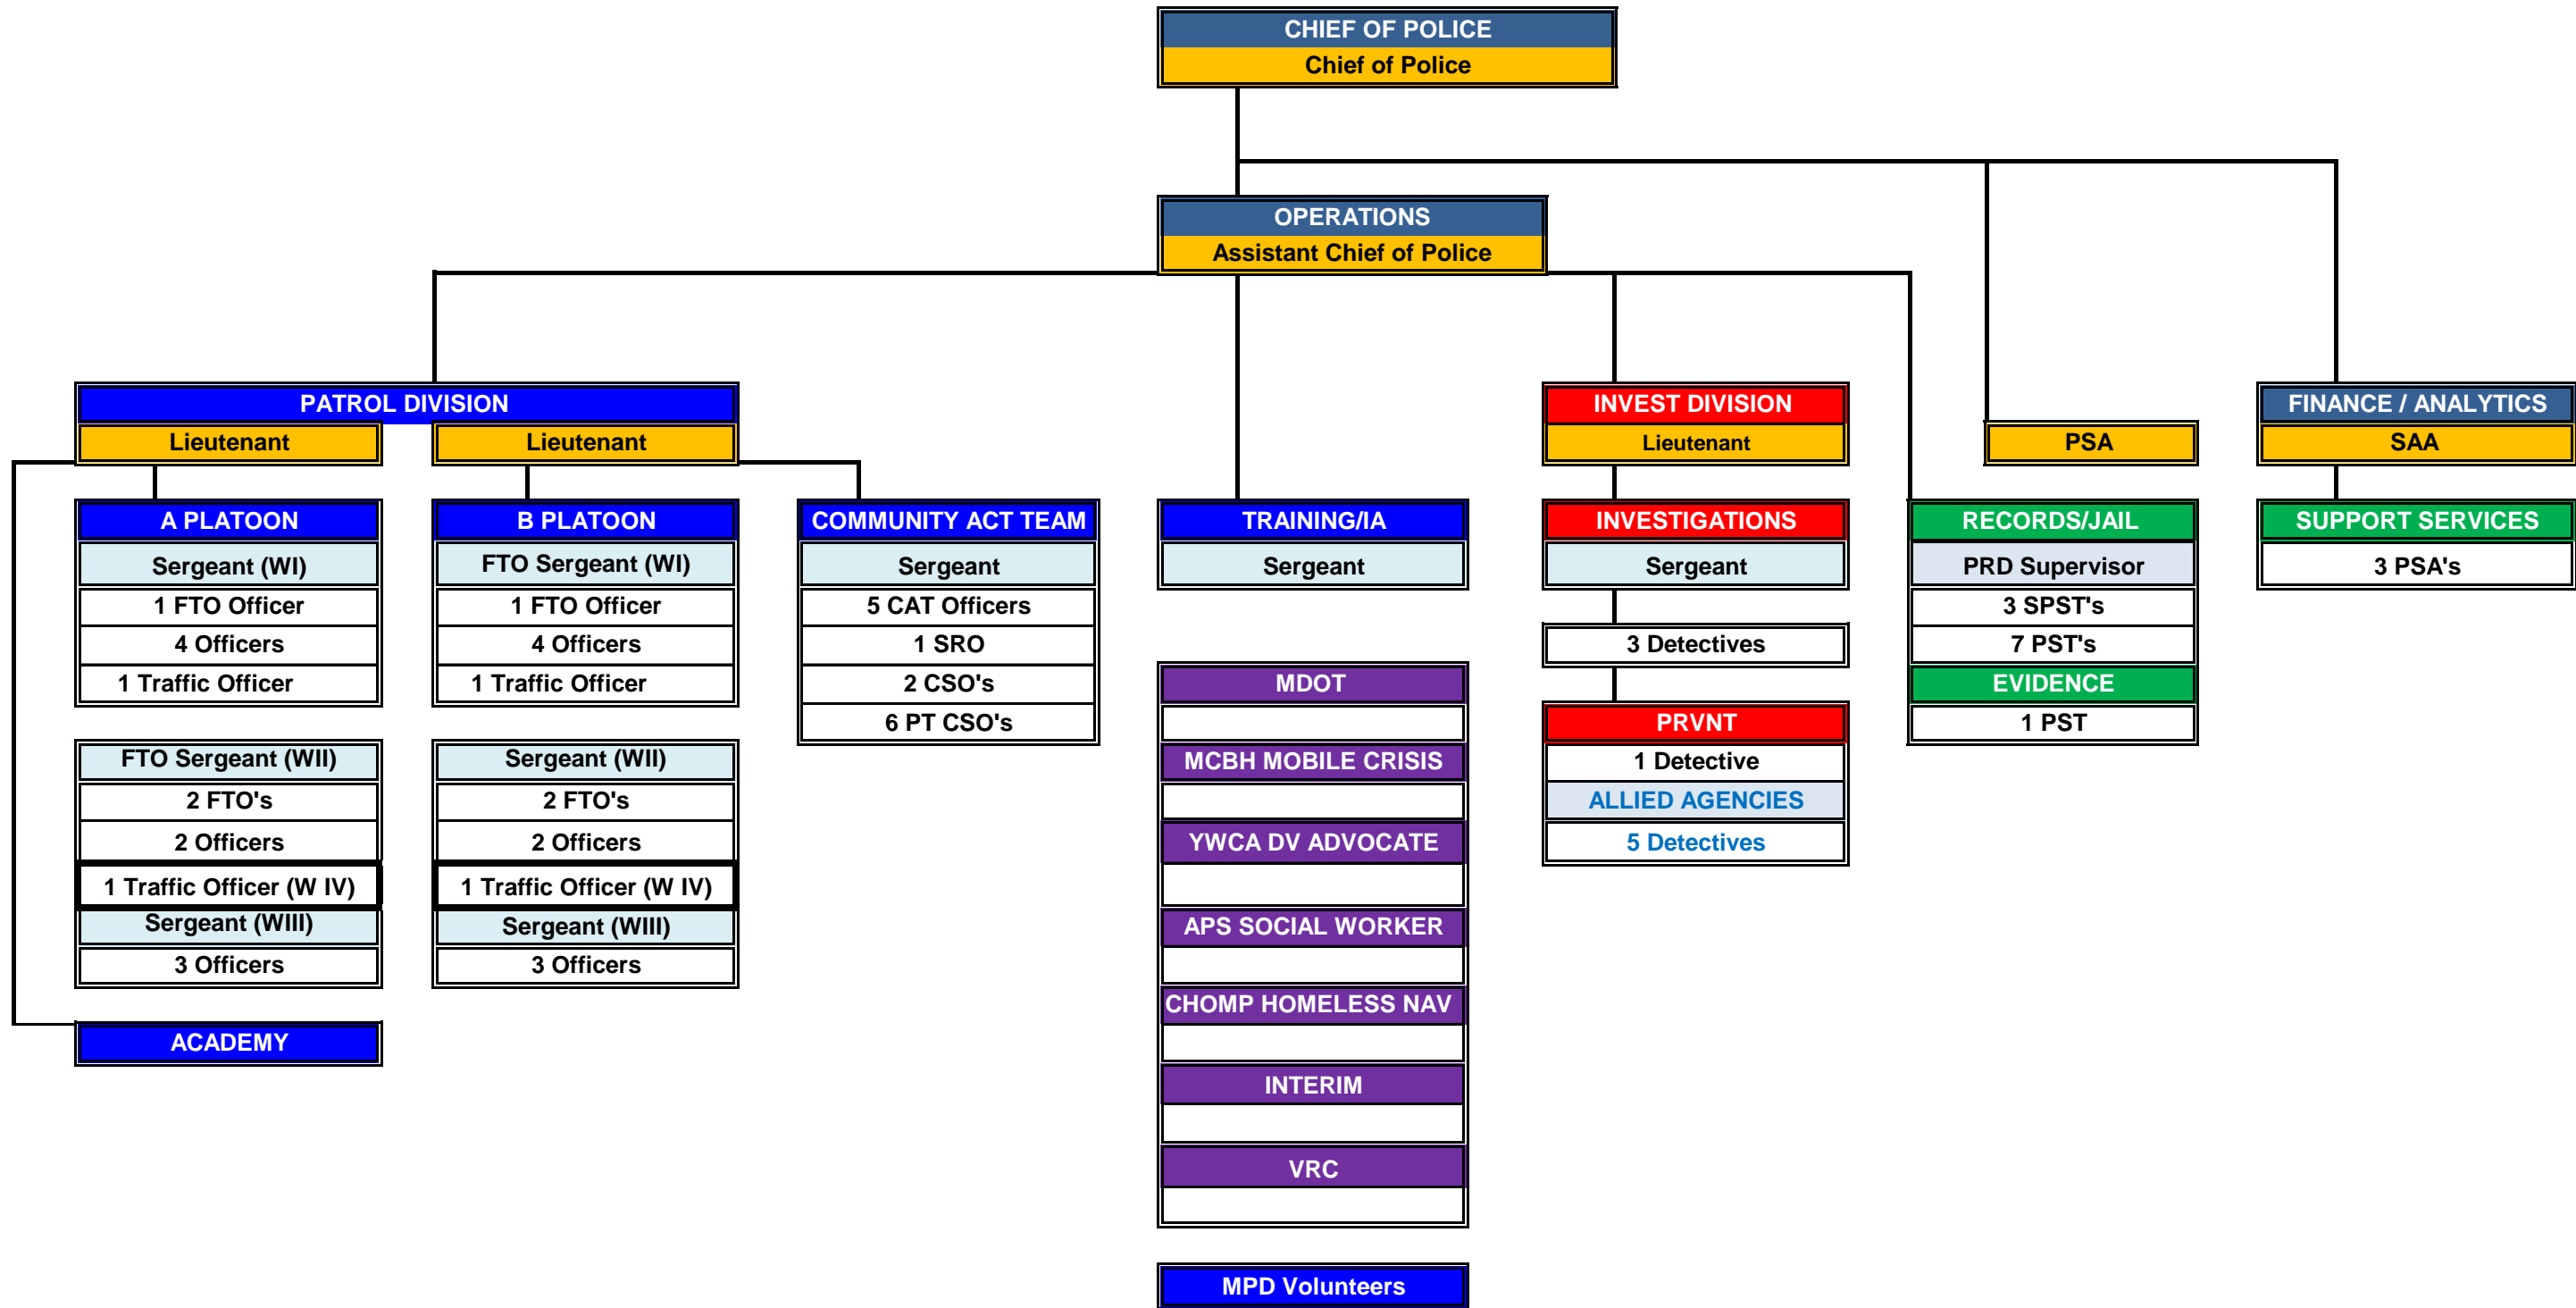 CHIEF OF POLICE
Chief of Police
OPERATIONS
Assistant Chief of Police
PATROL DIVISION
Lieutenant
Lieutenant
A PLATOON
Sergeant (WI)
1 FTO Officer
4 Officers
1 Traffic Officer
FTO Sergeant (WII)
2 FTO's
2 Officers
1 Traffic Officer (W IV)
Sergeant (WIII)
3 Officers
ACADEMY
B PLATOON
FTO Sergeant (WI)
1 FTO Officer
4 Officers
1 Traffic Officer
Sergeant (WII)
2 FTO's
2 Officers
1 Traffic Officer (W IV)
Sergeant (WIII)
3 Officers
COMMUNITY ACT TEAM
Sergeant
5 CAT Officers
1 SRO
2 CSO's
6 PT CSO's
TRAINING/IA
Sergeant
MDOT
MCBH MOBILE CRISIS
YWCA DV ADVOCATE
APS SOCIAL WORKER
CHOMP HOMELESS NAV
INTERIM
VRC
MPD Volunteers
INVEST DIVISION
Lieutenant
INVESTIGATIONS
Sergeant
3 Detectives
PRVNT
1 Detective
ALLIED AGENCIES
5 Detectives
RECORDS/JAIL
PRD Supervisor
3 SPST's
7 PST's
EVIDENCE
1 PST
PSA
FINANCE / ANALYTICS
SAA
SUPPORT SERVICES
3 PSA's